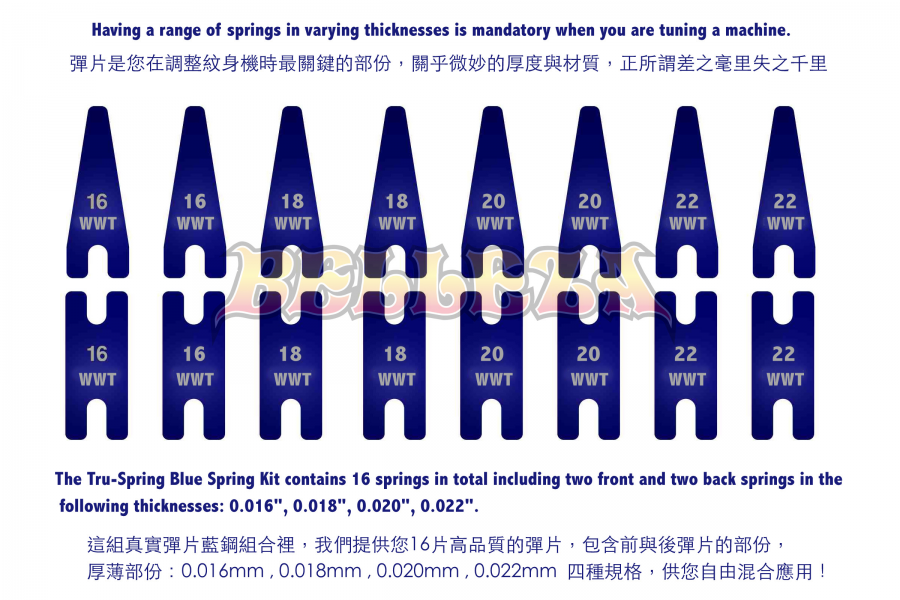 Having a range of springs in varying thicknesses is mandatory when you are tuning a machine.
彈片是您在調整紋身機時最關鍵的部份，關乎微妙的厚度與材質，正所謂差之毫里失之千里
16 16 18 18 20 20 22 22
WWT WWT WWT WWT WWT WWT WWT WWT
BELLEZA
16 16 18 18 20 20 22 22
WWT WWT WWT WWT WWT WWT WWT WWT
The Tru-Spring Blue Spring Kit contains 16 springs in total including two front and two back springs in the
following thicknesses: 0.016", 0.018", 0.020", 0.022".
這組真實彈片藍鋼組合裡，我們提供您16片高品質的彈片，包含前與後彈片的部份，
厚薄部份：0.016mm , 0.018mm , 0.020mm , 0.022mm 四種規格，供您自由混合應用！